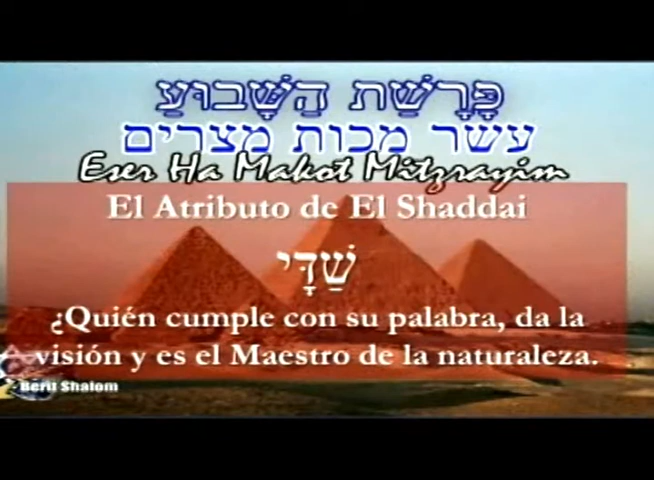 פָּרָשַׁת הַשָּׁבוּעַ
עשר מכות מצרים
Eser Ha Makot Mitzrayim
El Atributo de El Shaddai
שַׁדָּי
¿Quién cumple con su palabra, da la
visión y es el Maestro de la naturaleza.
Berit Shalom